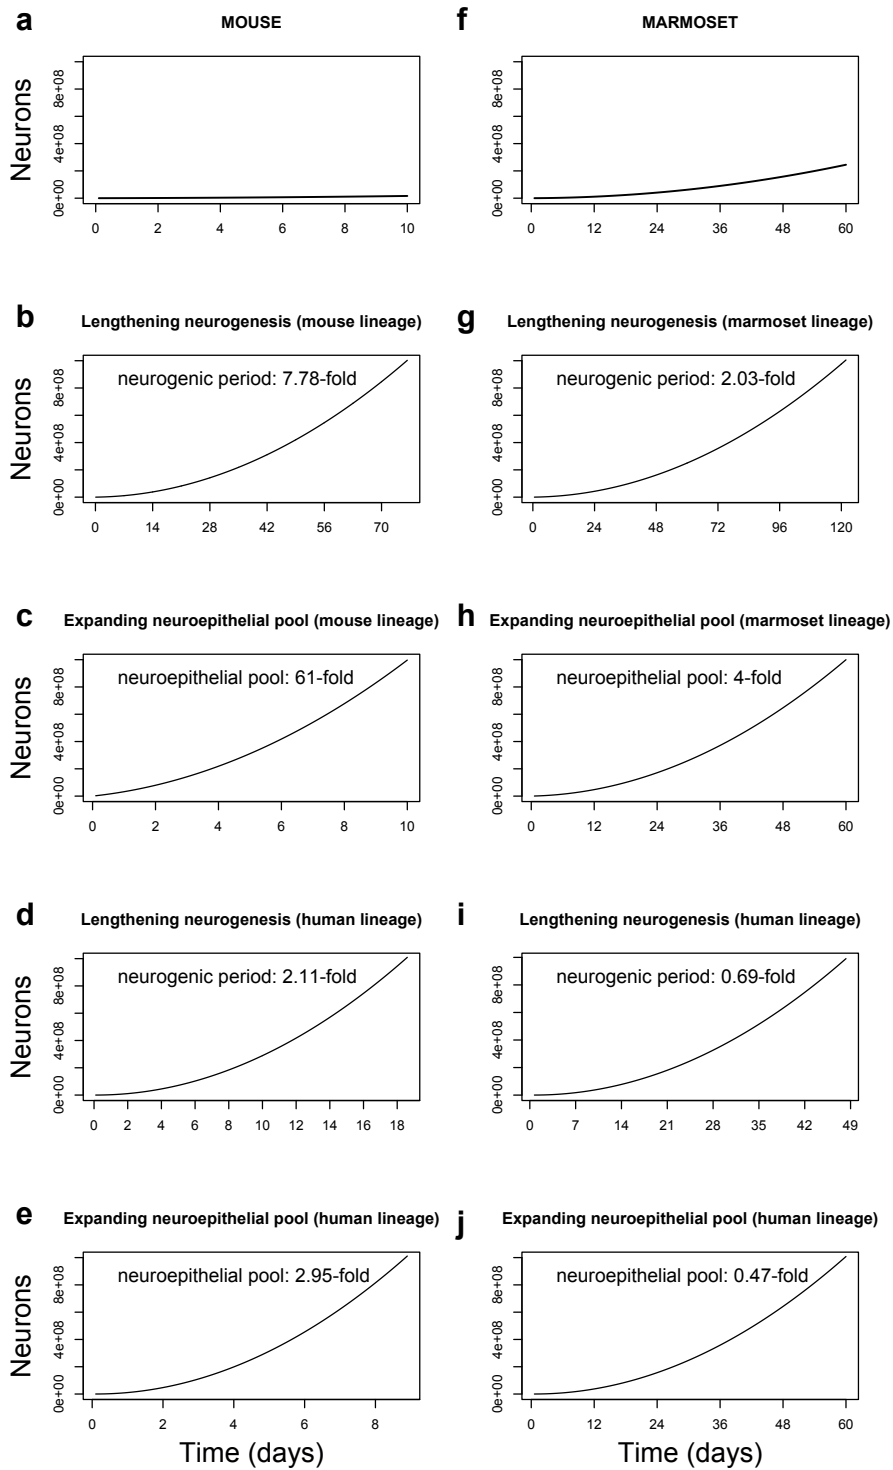 a
MOUSE
Neurons
0e+00 4e+08 8e+08
0 2 4 6 8 10
f
MARMOSET
0e+00 4e+08 8e+08
0 12 24 36 48 60
b
Lengthening neurogenesis (mouse lineage)
neurogenic period: 7.78-fold
Neurons
0e+00 4e+08 8e+08
0 14 28 42 56 70
g
Lengthening neurogenesis (marmoset lineage)
neurogenic period: 2.03-fold
0e+00 4e+08 8e+08
0 24 48 72 96 120
c
Expanding neuroepithelial pool (mouse lineage)
neuroepithelial pool: 61-fold
Neurons
0e+00 4e+08 8e+08
0 2 4 6 8 10
h
Expanding neuroepithelial pool (marmoset lineage)
neuroepithelial pool: 4-fold
0e+00 4e+08 8e+08
0 12 24 36 48 60
d
Lengthening neurogenesis (human lineage)
neurogenic period: 2.11-fold
Neurons
0e+00 4e+08 8e+08
0 2 4 6 8 10 12 14 16 18
i
Lengthening neurogenesis (human lineage)
neurogenic period: 0.69-fold
0e+00 4e+08 8e+08
0 7 14 21 28 35 42 49
e
Expanding neuroepithelial pool (human lineage)
neuroepithelial pool: 2.95-fold
Neurons
0e+00 4e+08 8e+08
0 2 4 6 8
Time (days)
j
Expanding neuroepithelial pool (human lineage)
neuroepithelial pool: 0.47-fold
0e+00 4e+08 8e+08
0 12 24 36 48 60
Time (days)